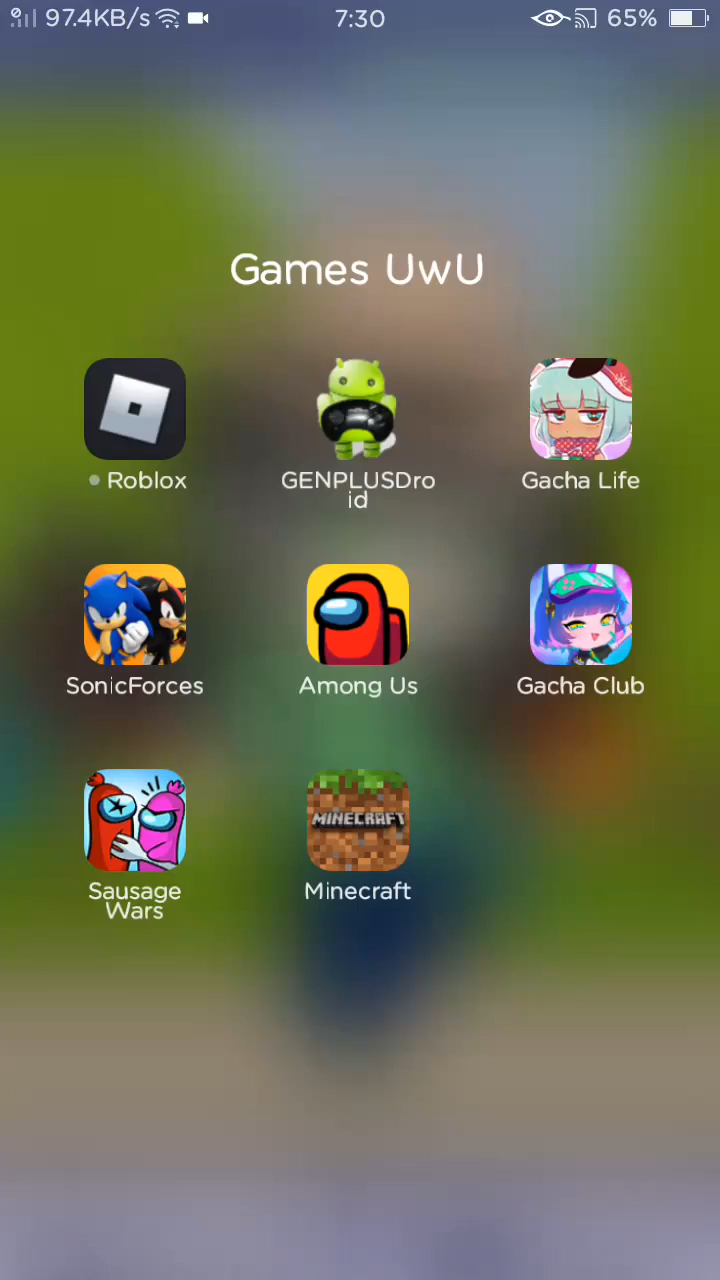 97.4KB/s 7:30 65%
Games UwU
Roblox GENPLUSDro
id Gacha Life
SonicForces Among Us Gacha Club
MINECRAFT
Sausage
Wars Minecraft